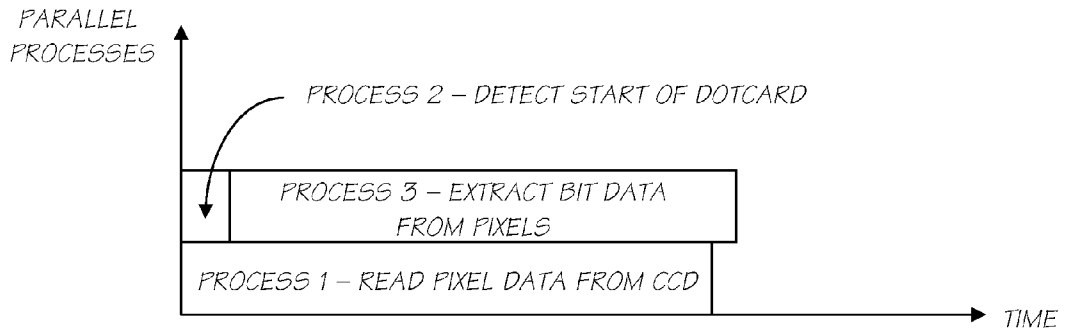 PARALLEL
PROCESSES
PROCESS 2 – DETECT START OF DOTCARD
PROCESS 3 – EXTRACT BIT DATA
FROM PIXELS
PROCESS 1 – READ PIXEL DATA FROM CCD
TIME